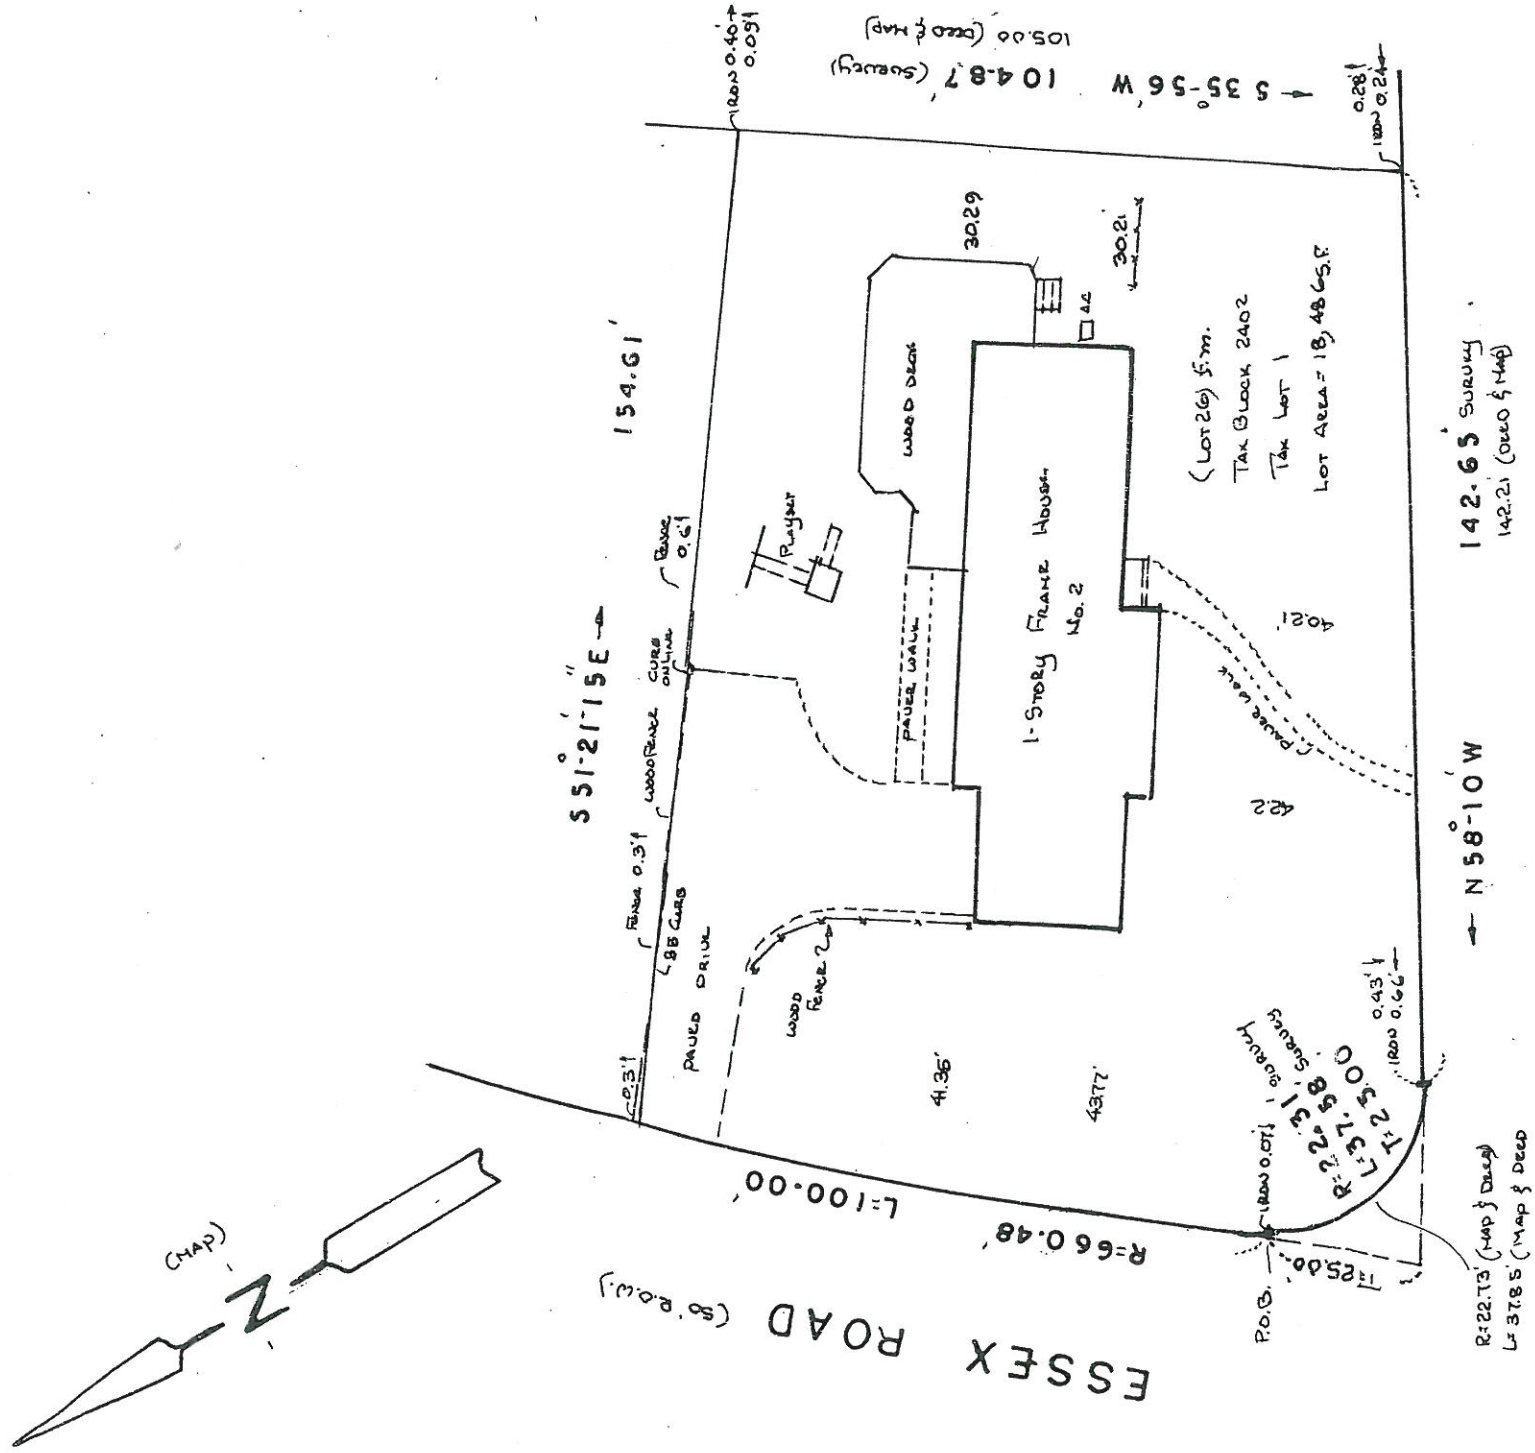 IRON 0.40'
0.09'
105.00 (DEED & MAP)
104.87' (SURVEY)
S 35°-56' W
0.28'
IRON 0.24
154.61'
S 51°-21'-15" E
30.29
30.21'
AC
WOOD DECK
PLAYSET
FENCE
0.6'
CURB
ON LINE
WOOD FENCE
FENCE 0.3'
BB CURB
PAVED DRIVE
0.3'
PAVER WALK
1-STORY FRAME HOUSE
No. 2
(LOT 26) F.M.
TAX BLOCK 2402
TAX LOT 1
LOT AREA = 18,486 S.F.
142.65' SURVEY
142.21 (DEED & MAP)
40.21'
PAVER WALK
42.2
N 58°-10' W
WOOD
FENCE
41.36'
43.77'
IRON 0.43'
0.66'
R=22.31' SURVEY
L=37.58' SURVEY
T=25.00'
IRON 0.07'
P.O.B.
T=25.00'
R=22.73' (MAP & DEED)
L=37.85' (MAP & DEED)
L=100.00'
R=660.48'
ESSEX ROAD (50' R.O.W.)
(MAP)
N